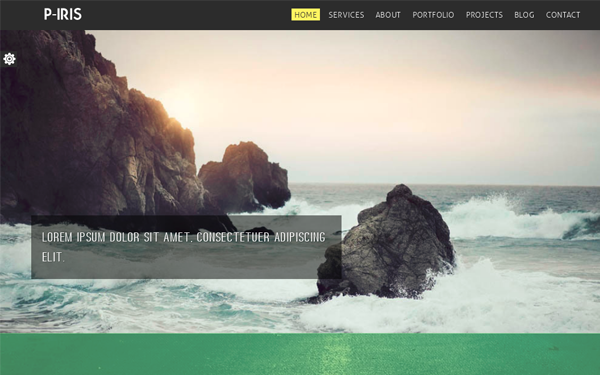 P-IRIS
HOME SERVICES ABOUT PORTFOLIO PROJECTS BLOG CONTACT
LOREM IPSUM DOLOR SIT AMET, CONSECTETUER ADIPISCING
ELIT.